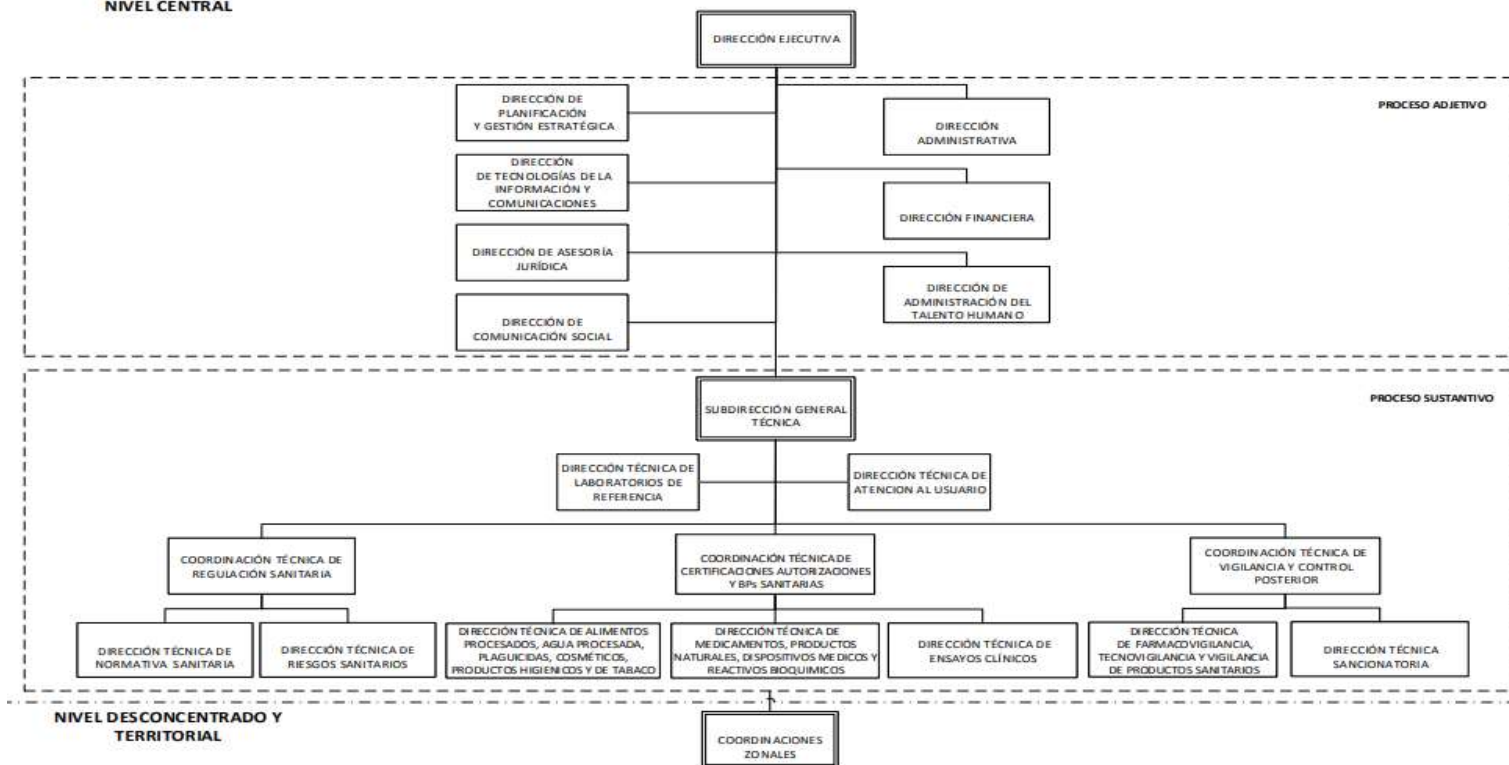 NIVEL CENTRAL
DIRECCIÓN EJECUTIVA
PROCESO ADJETIVO
DIRECCIÓN DE
PLANIFICACIÓN
Y GESTIÓN ESTRATÉGICA
DIRECCIÓN
ADMINISTRATIVA
DIRECCIÓN
DE TECNOLOGÍAS DE LA
INFORMACIÓN Y
COMUNICACIONES
DIRECCIÓN FINANCIERA
DIRECCIÓN DE ASESORÍA
JURÍDICA
DIRECCIÓN DE
ADMINISTRACIÓN DEL
TALENTO HUMANO
DIRECCIÓN DE
COMUNICACIÓN SOCIAL
PROCESO SUSTANTIVO
SUBDIRECCIÓN GENERAL
TÉCNICA
DIRECCIÓN TÉCNICA DE
LABORATORIOS DE
REFERENCIA
DIRECCIÓN TÉCNICA DE
ATENCION AL USUARIO
COORDINACIÓN TÉCNICA DE
REGULACIÓN SANITARIA
COORDINACIÓN TÉCNICA DE
CERTIFICACIONES AUTORIZACIONES
Y BPs SANITARIAS
COORDINACIÓN TÉCNICA DE
VIGILANCIA Y CONTROL
POSTERIOR
DIRECCIÓN TÉCNICA DE
NORMATIVA SANITARIA
DIRECCIÓN TÉCNICA DE
RIESGOS SANITARIOS
DIRECCIÓN TÉCNICA DE ALIMENTOS
PROCESADOS, AGUA PROCESADA,
PLAGUICIDAS, COSMÉTICOS,
PRODUCTOS HIGIENICOS Y DE TABACO
DIRECCIÓN TÉCNICA DE
MEDICAMENTOS, PRODUCTOS
NATURALES, DISPOSITIVOS MEDICOS Y
REACTIVOS BIOQUIMICOS
DIRECCIÓN TÉCNICA DE
ENSAYOS CLÍNICOS
DIRECCIÓN TÉCNICA
DE FARMACOVIGILANCIA,
TECNOVIGILANCIA Y VIGILANCIA
DE PRODUCTOS SANITARIOS
DIRECCIÓN TÉCNICA
SANCIONATORIA
NIVEL DESCONCENTRADO Y
TERRITORIAL
COORDINACIONES
ZONALES